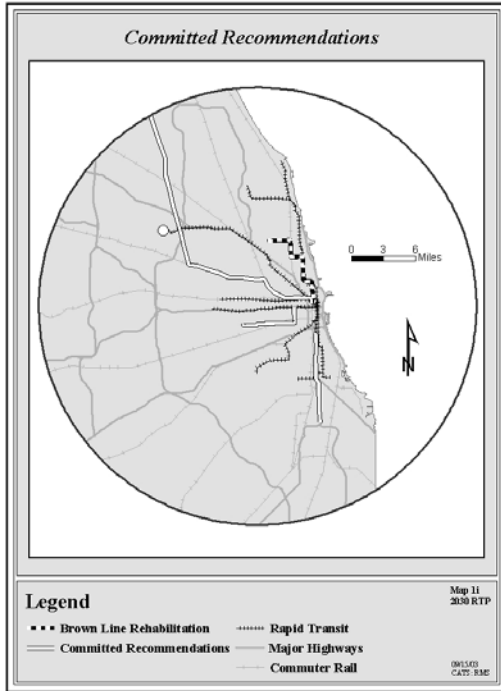 Committed Recommendations
0 3 6
Miles
N
Legend
Map 1i
2030 RTP
Brown Line Rehabilitation
Rapid Transit
Committed Recommendations
Major Highways
Commuter Rail
09/15/03
CATS: RMS